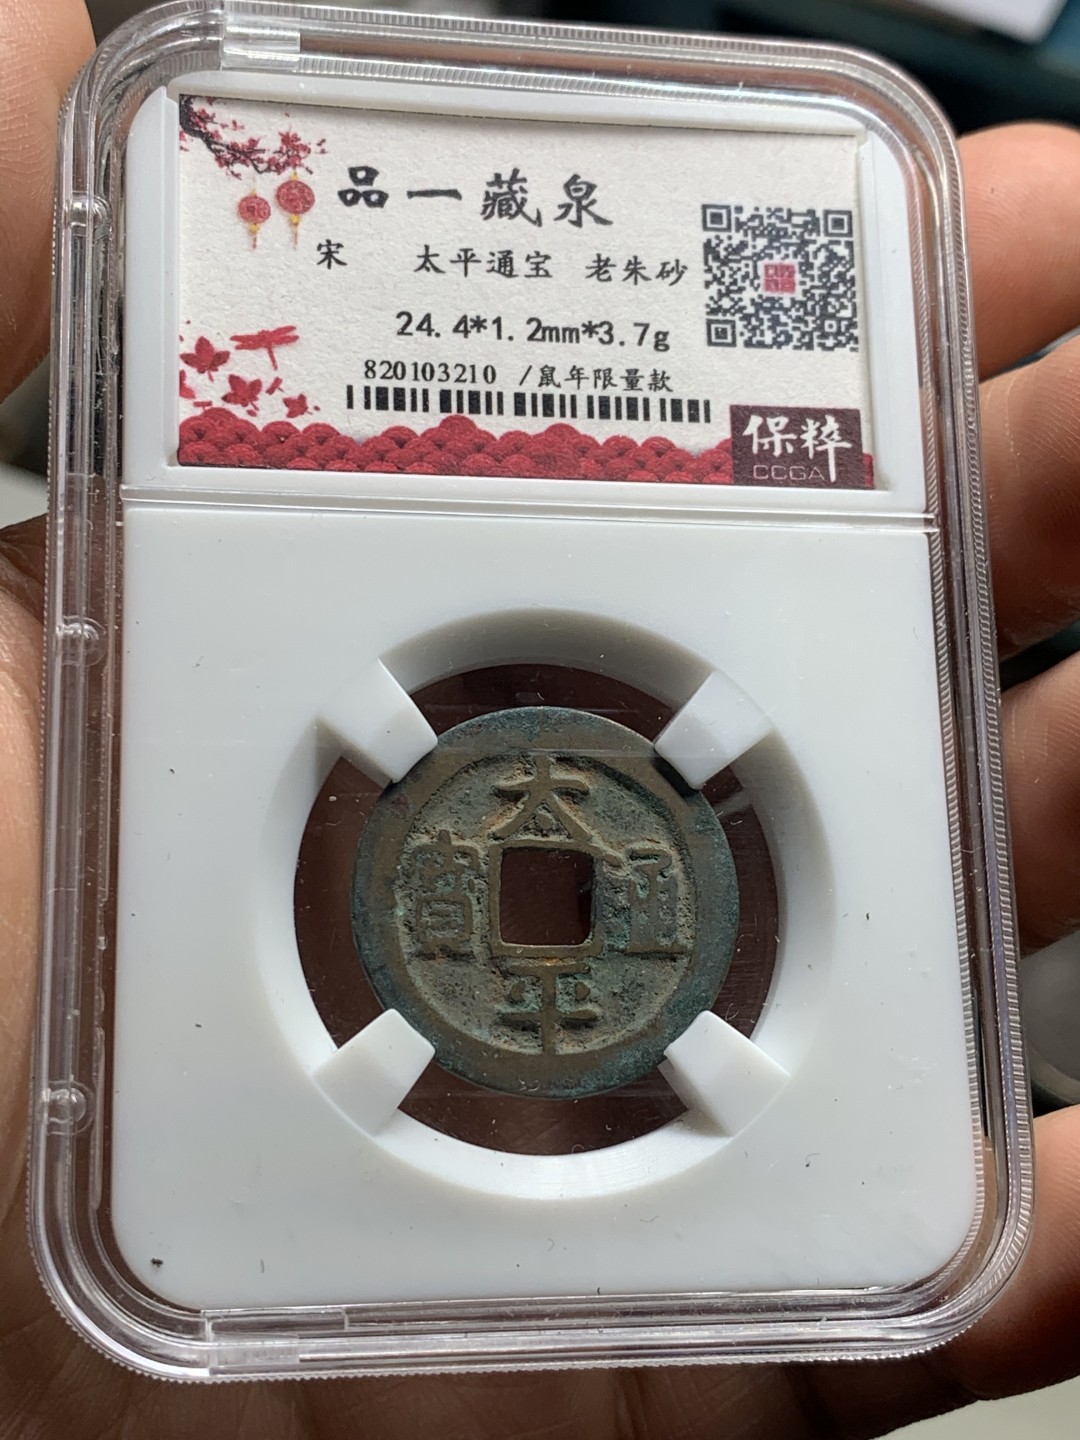 品一藏泉
宋 太平通宝 老朱砂
24.4*1.2mm*3.7g
820103210 /鼠年限量款
保粹
CCGA
太
寳 通
平